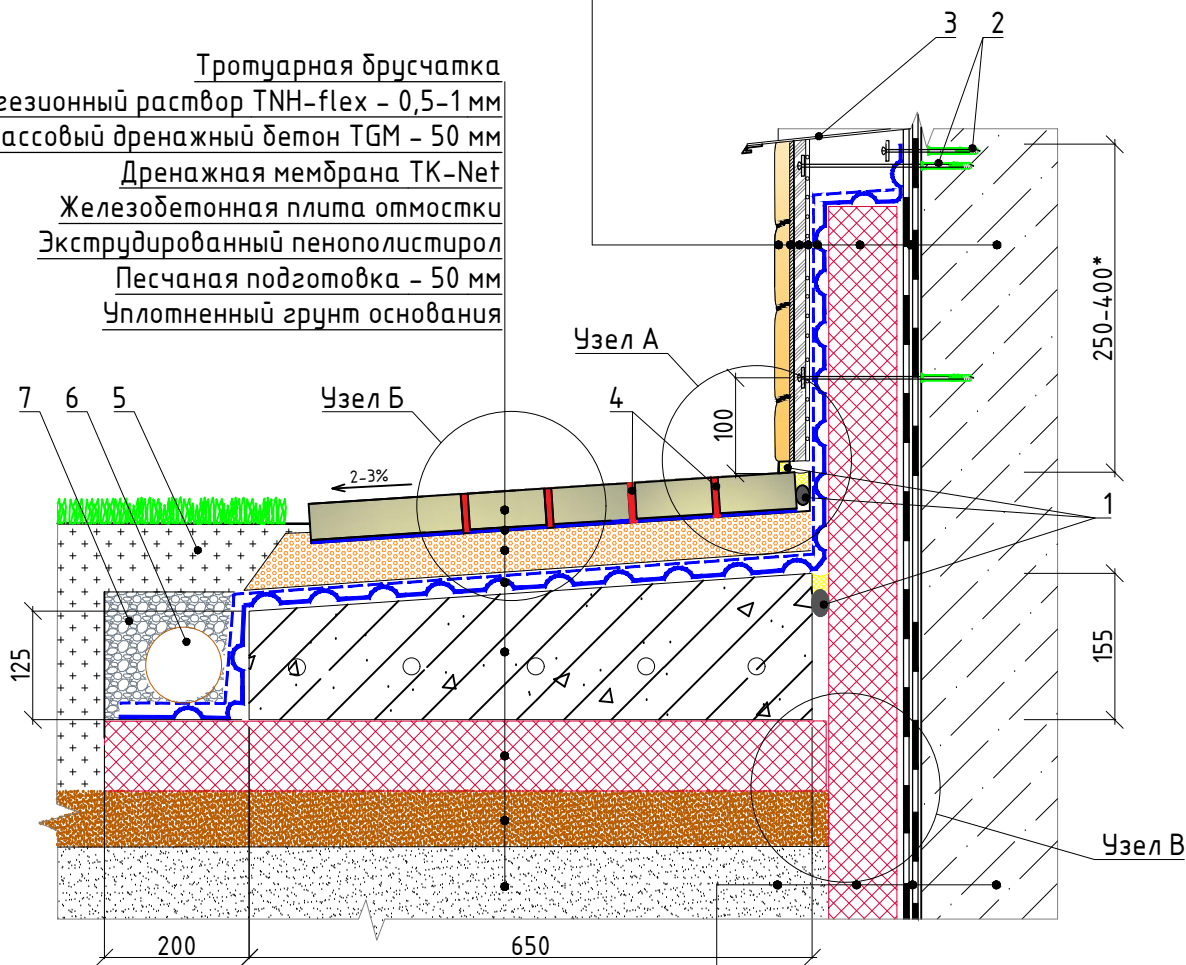 3
2
Тротуарная брусчатка
раствор TNH-flex – 0,5-1 мм
дренажный бетон TGM – 50 мм
Дренажная мембрана TK-Net
Железобетонная плита отмостки
Экструдированный пенополистирол
Песчаная подготовка – 50 мм
Уплотненный грунт основания
250-400*
Узел А
7
6
5
Узел Б
4
100
2-3%
1
125
155
Узел В
200
650